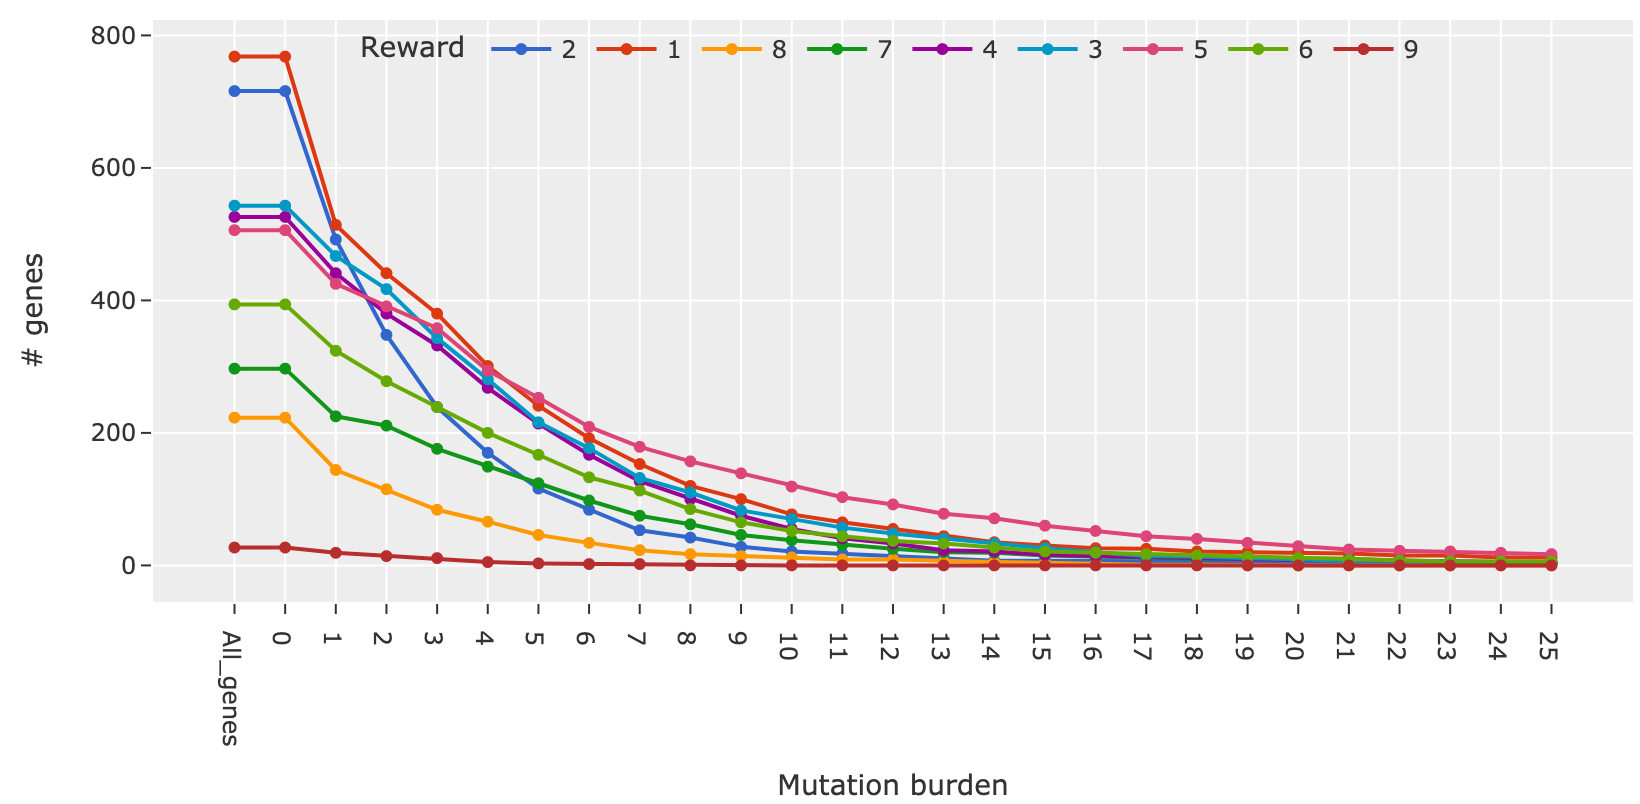 Reward 2 1 8 7 4 3 5 6 9
800
600
400
200
0
# genes
All_genes 0 1 2 3 4 5 6 7 8 9 10 11 12 13 14 15 16 17 18 19 20 21 22 23 24 25
Mutation burden